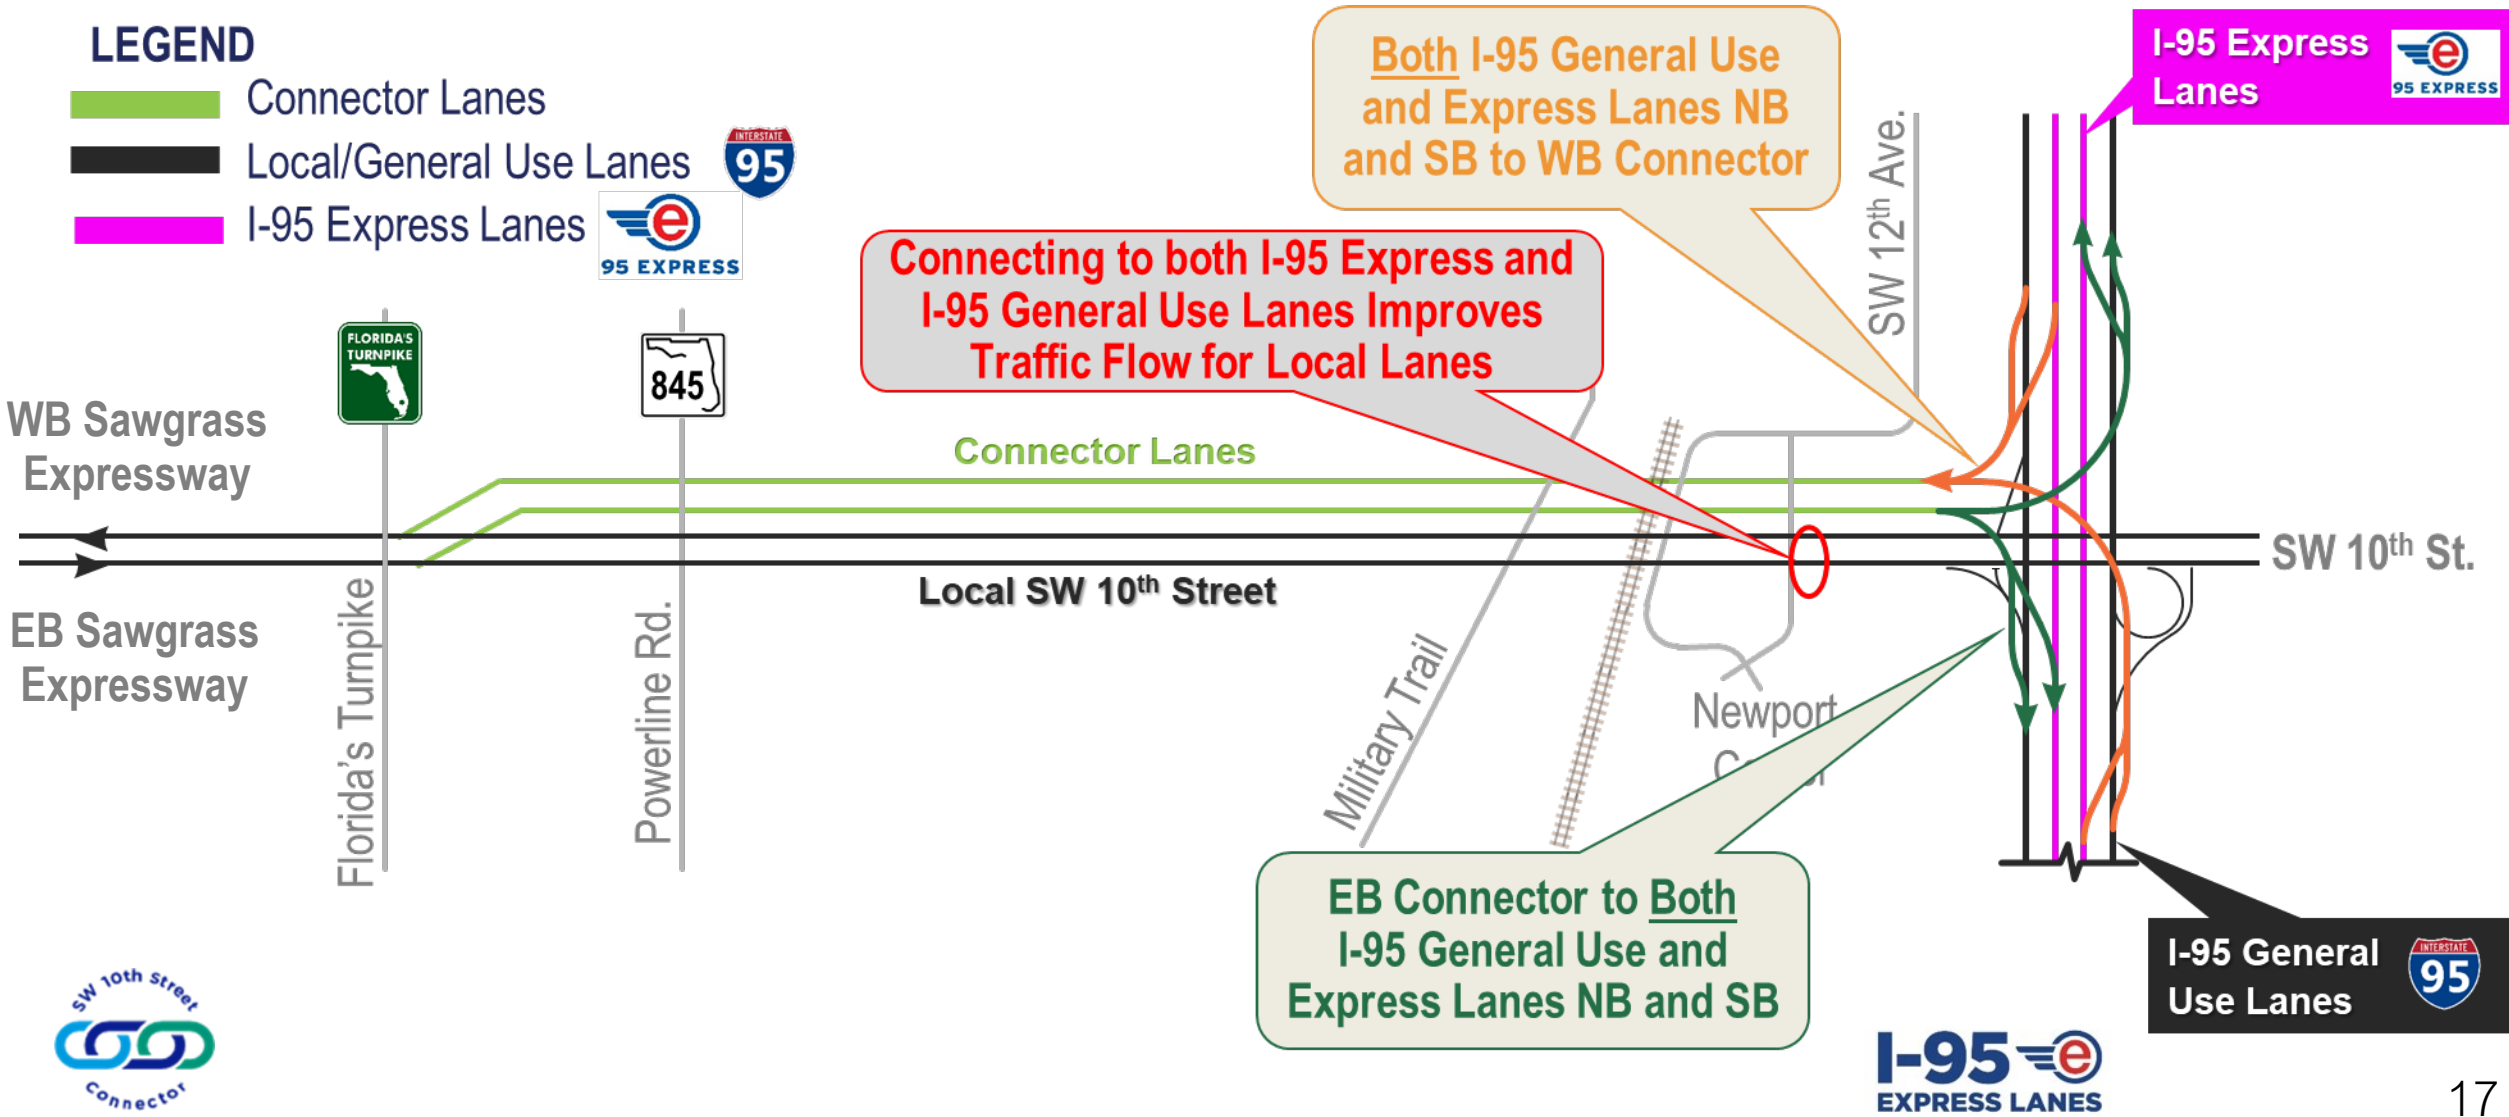 LEGEND
Connector Lanes
Local/General Use Lanes
INTERSTATE
95
I-95 Express Lanes
e
95 EXPRESS
Both I-95 General Use
and Express Lanes NB
and SB to WB Connector
I-95 Express
Lanes
e
95 EXPRESS
SW 12th Ave.
Connecting to both I-95 Express and
I-95 General Use Lanes Improves
Traffic Flow for Local Lanes
FLORIDA'S
TURNPIKE
845
WB Sawgrass
Expressway
Connector Lanes
SW 10th St.
Local SW 10th Street
EB Sawgrass
Expressway
Florida's Turnpike
Powerline Rd.
Military Trail
Newport
EB Connector to Both
I-95 General Use and
Express Lanes NB and SB
I-95 General
Use Lanes
INTERSTATE
95
SW 10th Street
Connector
I-95 e
EXPRESS LANES
17